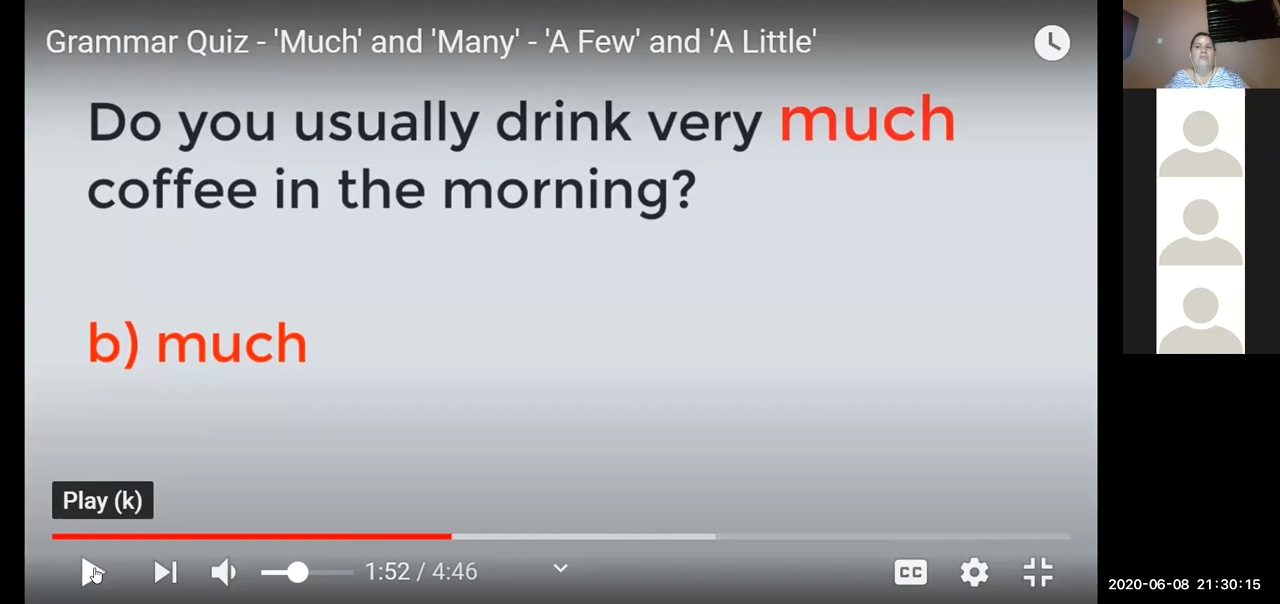 Grammar Quiz - 'Much' and 'Many' - 'A Few' and 'A Little'
Do you usually drink very much
coffee in the morning?
b) much
Play (k)
1:52 / 4:46
CC
2020-06-08 21:30:15